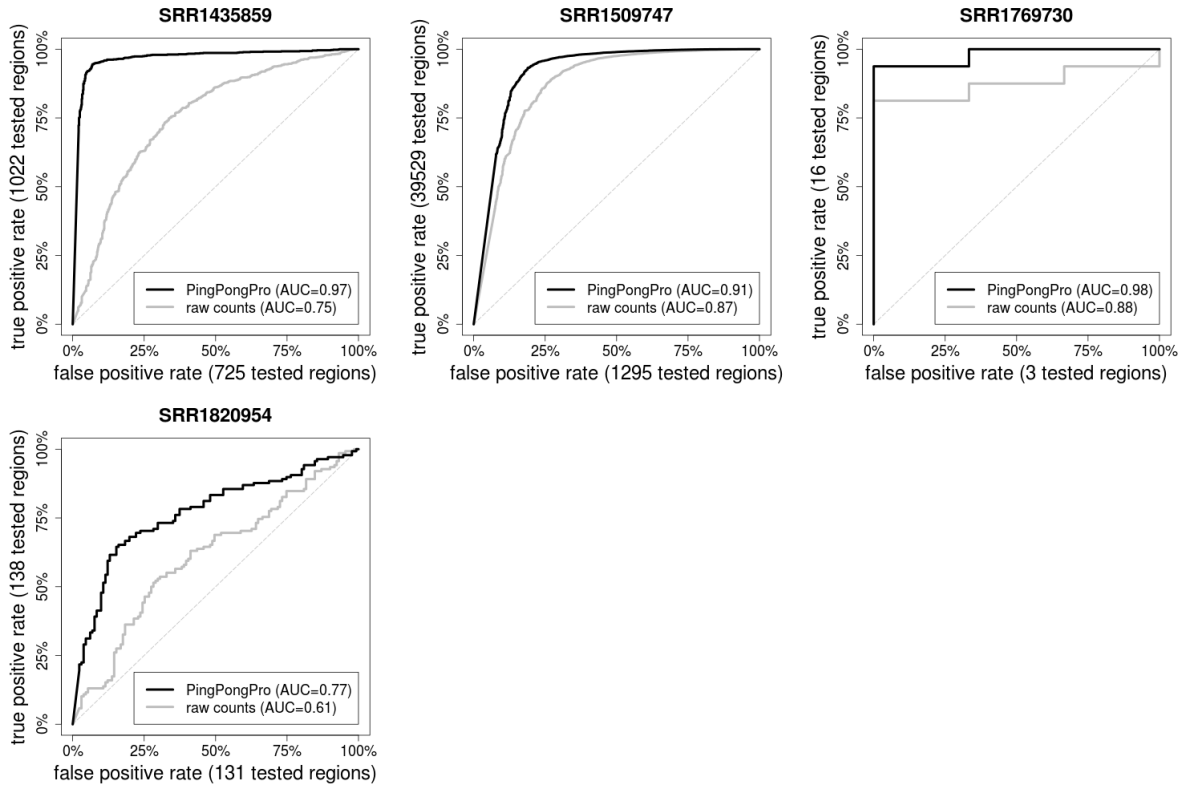 SRR1435859
true positive rate (1022 tested regions)
100%
75%
50%
25%
0%
PingPongPro (AUC=0.97)
raw counts (AUC=0.75)
0% 25% 50% 75% 100%
false positive rate (725 tested regions)
SRR1509747
true positive rate (39529 tested regions)
100%
75%
50%
25%
0%
PingPongPro (AUC=0.91)
raw counts (AUC=0.87)
0% 25% 50% 75% 100%
false positive rate (1295 tested regions)
SRR1769730
true positive rate (16 tested regions)
100%
75%
50%
25%
0%
PingPongPro (AUC=0.98)
raw counts (AUC=0.88)
0% 25% 50% 75% 100%
false positive rate (3 tested regions)
SRR1820954
true positive rate (138 tested regions)
100%
75%
50%
25%
0%
PingPongPro (AUC=0.77)
raw counts (AUC=0.61)
0% 25% 50% 75% 100%
false positive rate (131 tested regions)